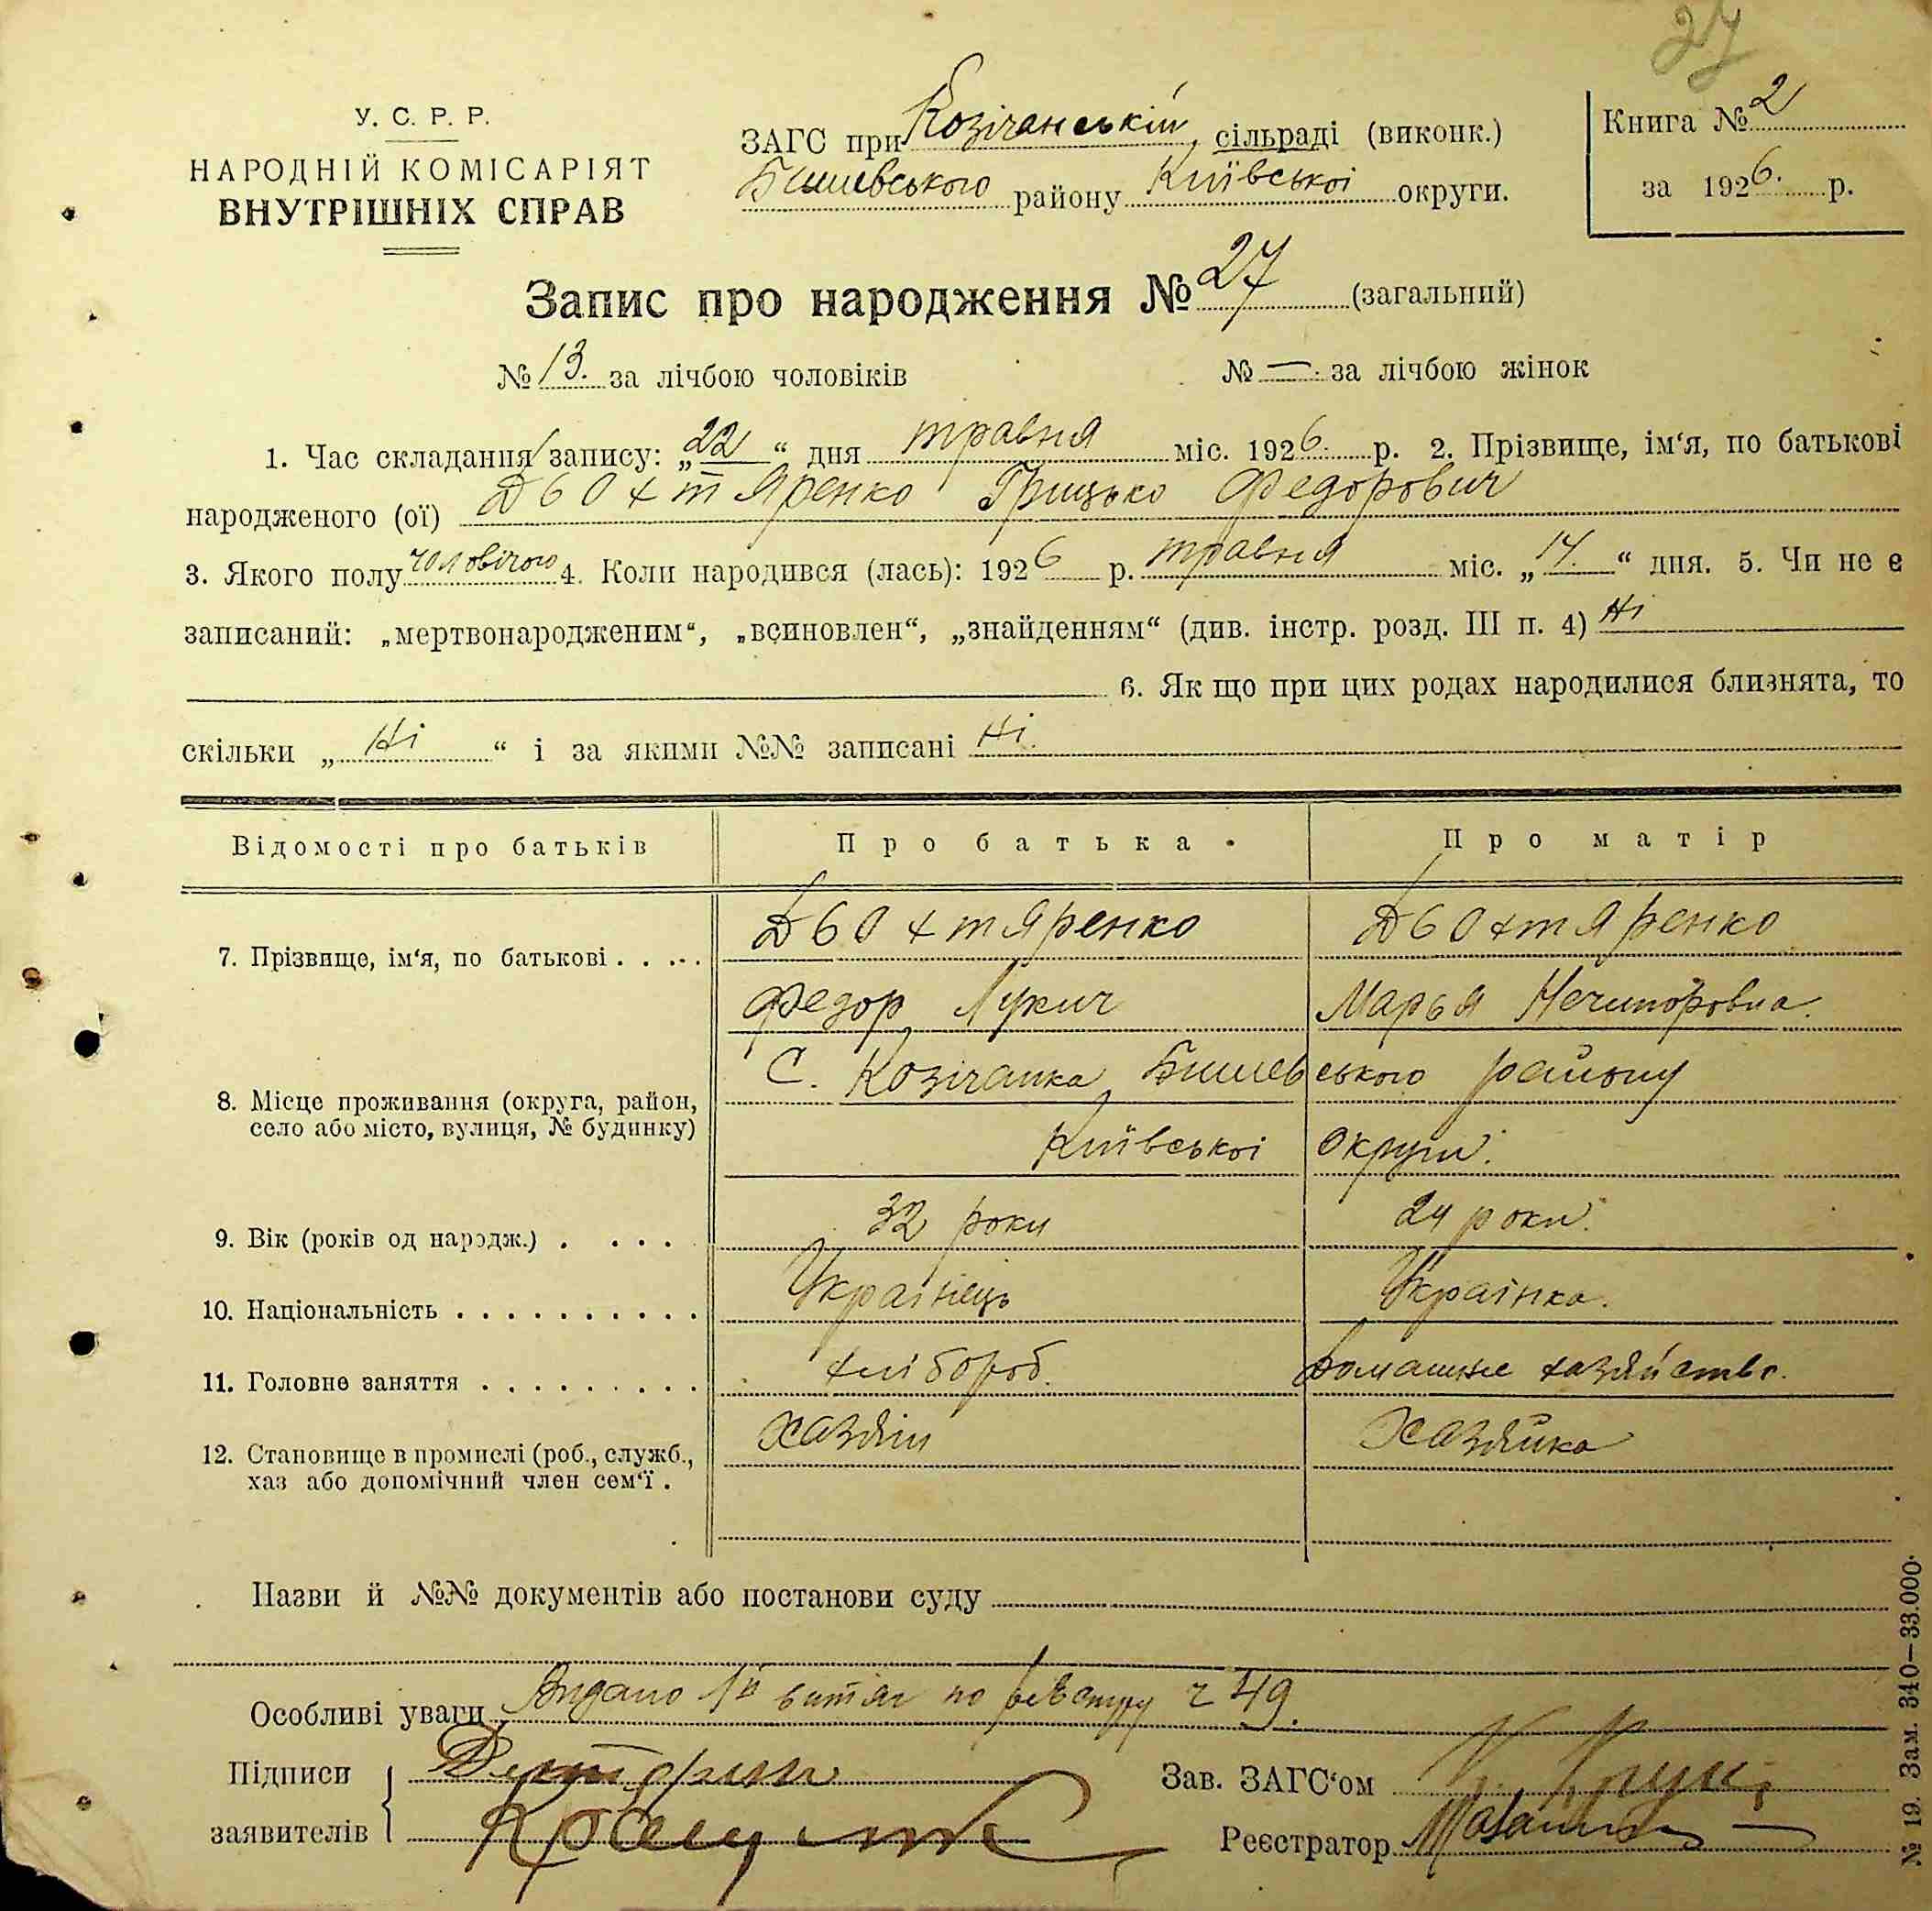 27
У. С. Р. Р.
НАРОДНІЙ КОМІСАРІЯТ
ВНУТРІШНІХ СПРАВ
ЗАГС при Козічанській сільраді (виконк.)
Бишевського району Київської округи.
Книга № 2
за 1926. р.
Запис про народження № 27 (загальний)
№ 13. за лічбою чоловіків № — за лічбою жінок
1. Час складання запису: „22“ дня травня міс. 1926 р. 2. Прізвище, ім‘я, по батькові
народженого (ої) Дьохтяренко Грицько Федорович
3. Якого полу чоловічого 4. Коли народився (лась): 1926 р. травня міс. „17.“ дня. 5. Чи не є
записаний: „мертвонародженим“, „всиновлен“, „знайденням“ (див. інстр. розд. III п. 4) Ні
6. Як що при цих родах народилися близнята, то
скільки „Ні“ і за якими №№ записані Ні.
Відомості про батьків Про батька Про матір
7. Прізвище, ім‘я, по батькові . . . . . Дьохтяренко Дьохтяренко
Федор Лукич Марья Нечипоровна
8. Місце проживання (округа, район, село або місто, вулиця, № будинку) С. Козічанка Бишевського району
Київської округи.
9. Вік (років од народж.) . . . . . 32 роки 24 роки.
10. Національність . . . . . . . . . . Українець Українка.
11. Головне заняття . . . . . . . . . Хлібороб. Домашнє хазяйство.
12. Становище в промислі (роб., служб., Хазяїн Хазяйка
хаз або допомічний член сем‘ї .
Назви й №№ документів або постанови суду
Особливі уваги Видано 1й витяг по реєстру 49.
Підписи
заявителів
Зав. ЗАГС‘ом
Реєстратор
№ 19. Зам. 340—33.000.